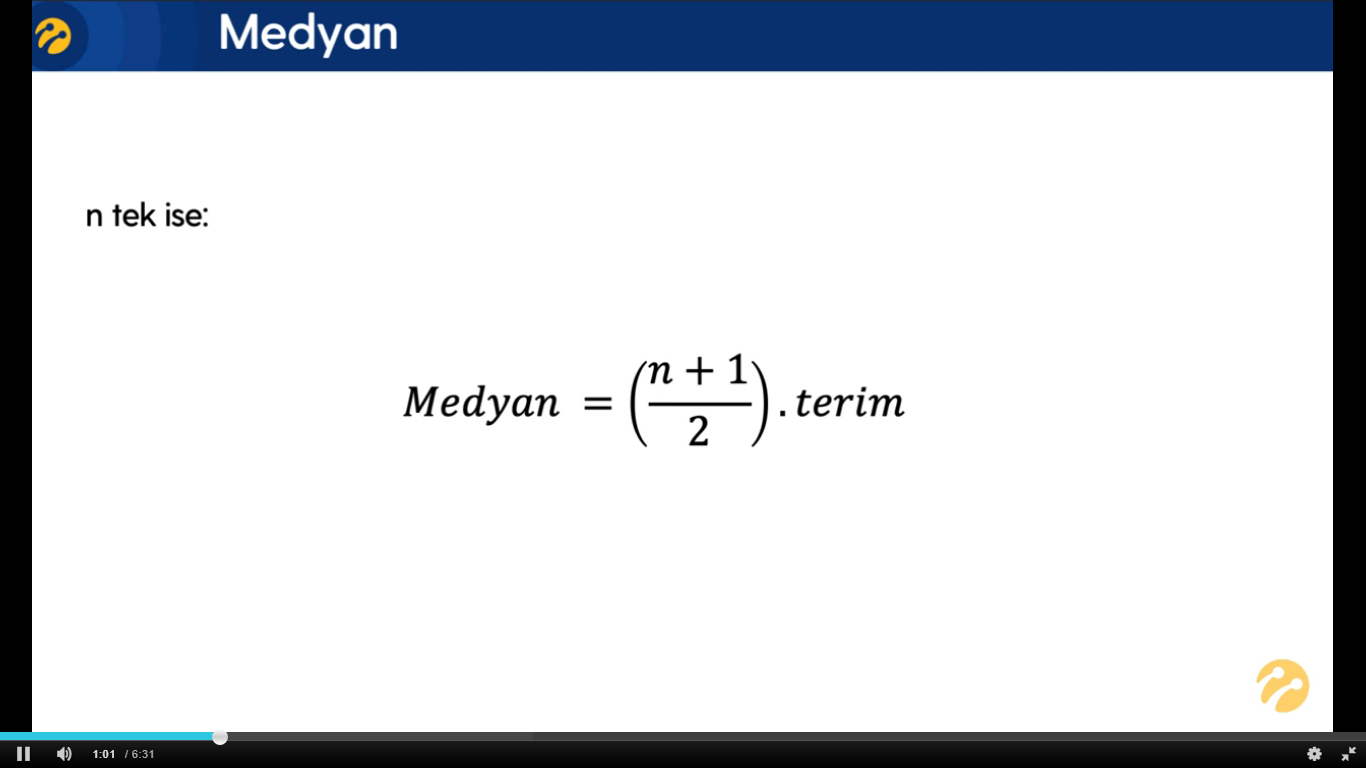 Medyan
n tek ise:
Medyan = (n + 1 / 2) . terim
1:01 / 6:31